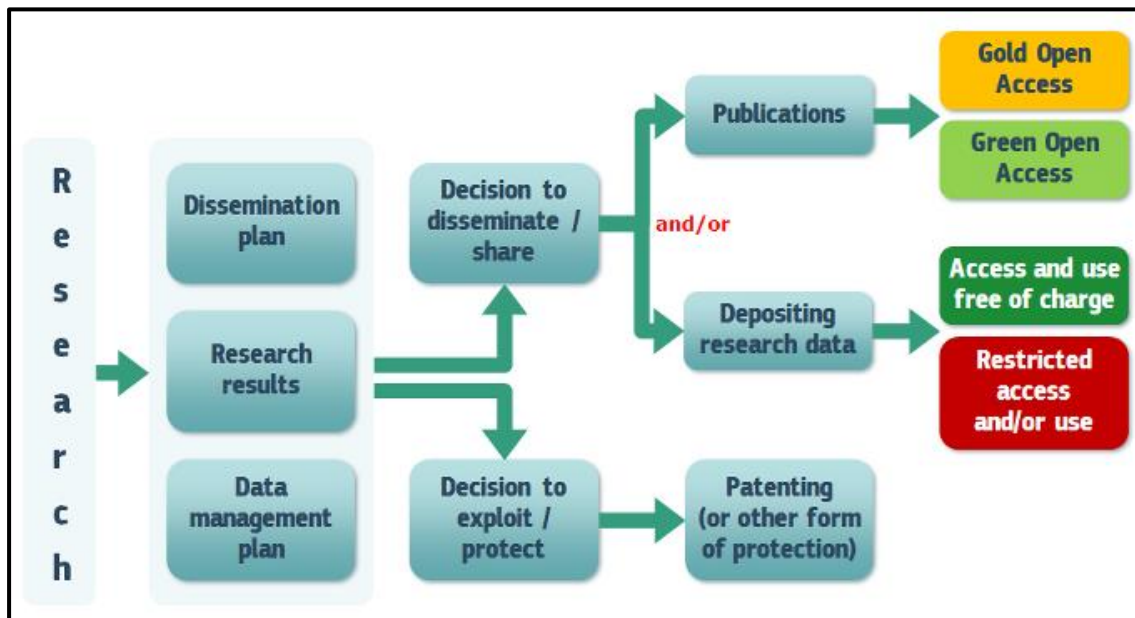 Research
Dissemination
plan
Research
results
Data
management
plan
Decision to
disseminate /
share
Decision to
exploit /
protect
and/or
Publications
Depositing
research data
Patenting
(or other form
of protection)
Gold Open
Access
Green Open
Access
Access and use
free of charge
Restricted
access
and/or use